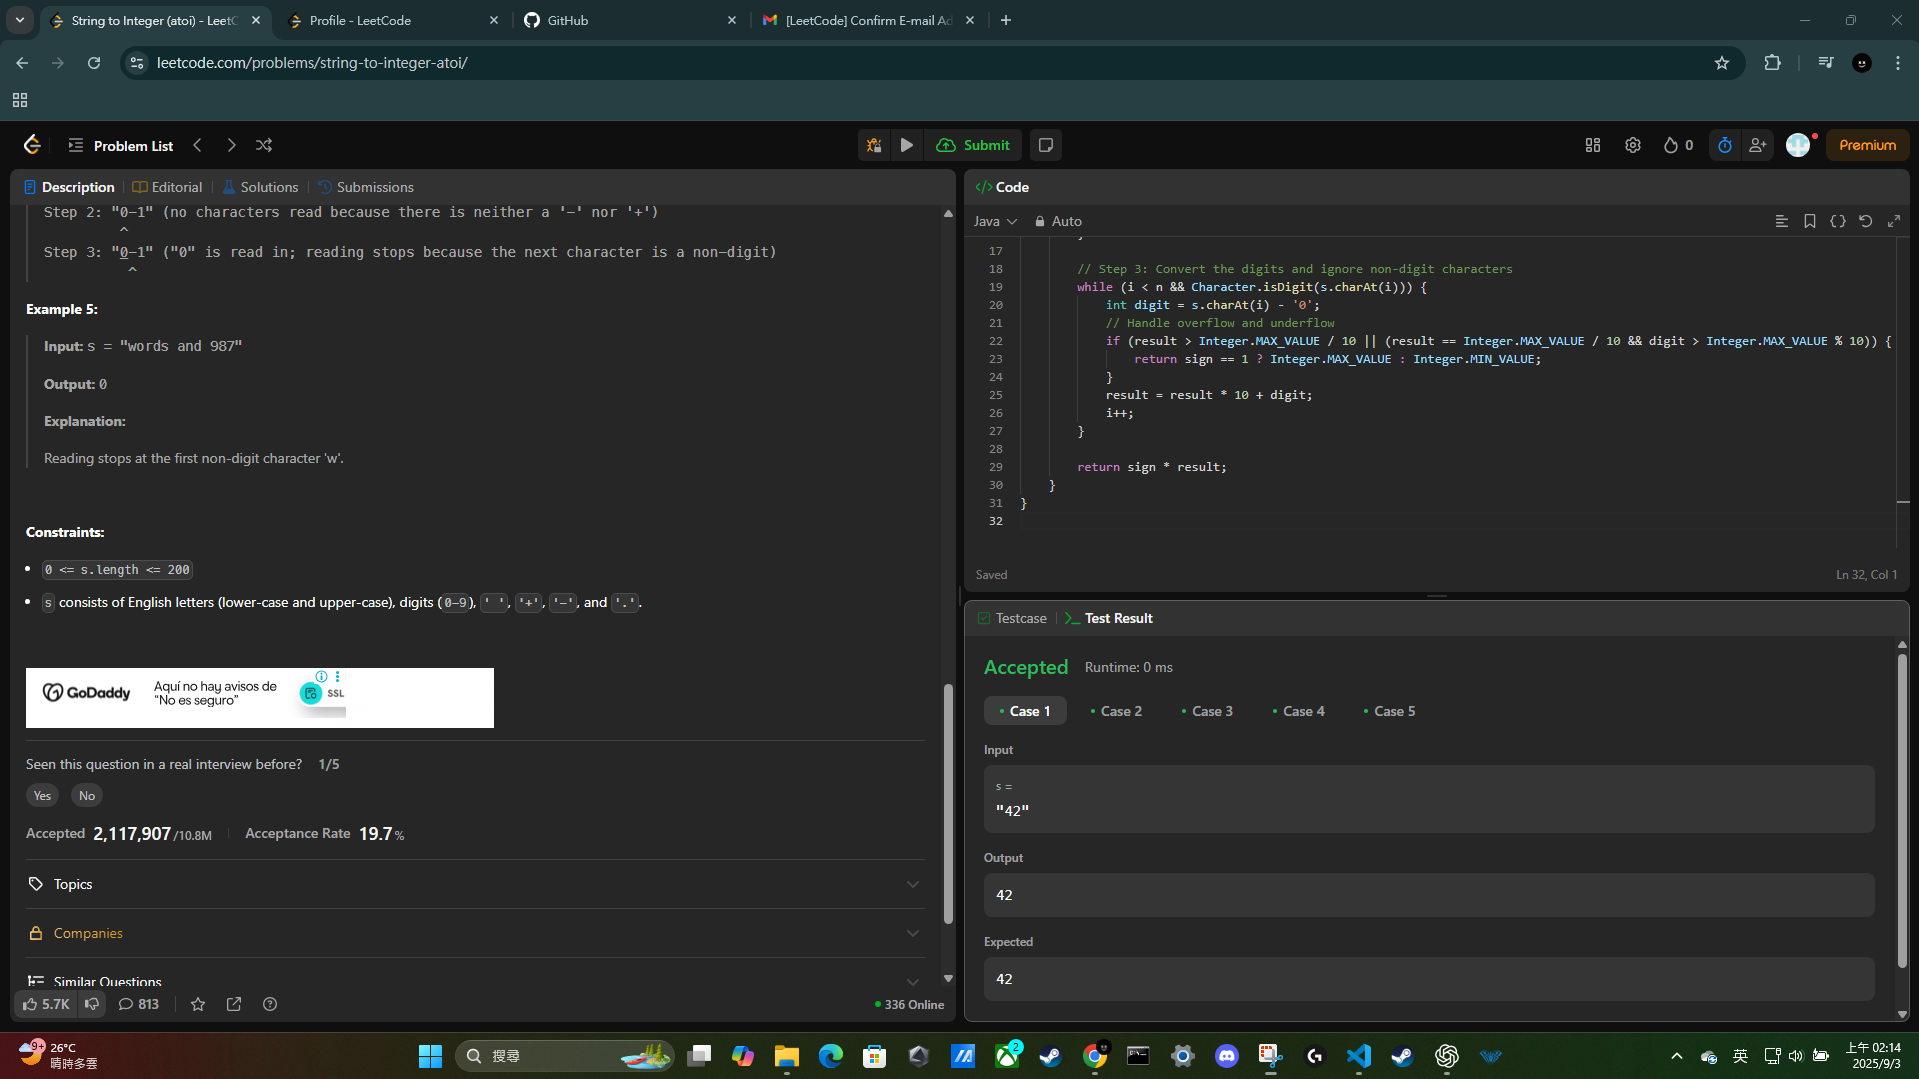 String to Integer (atoi) - LeetC
Profile - LeetCode
GitHub
[LeetCode] Confirm E-mail Ad
leetcode.com/problems/string-to-integer-atoi/
Problem List
Submit
0
Premium
Description
Editorial
Solutions
Submissions
Step 2: "0-1" (no characters read because there is neither a '-' nor '+')
^
Step 3: "0-1" ("0" is read in; reading stops because the next character is a non-digit)
^
Example 5:
Input: s = "words and 987"
Output: 0
Explanation:
Reading stops at the first non-digit character 'w'.
Constraints:
0 <= s.length <= 200
s consists of English letters (lower-case and upper-case), digits (0-9), ' ', '+', '-', and '.'.
GoDaddy
Aquí no hay avisos de
“No es seguro”
SSL
Seen this question in a real interview before? 1/5
Yes
No
Accepted 2,117,907/10.8M
Acceptance Rate 19.7%
Topics
Companies
Similar Questions
5.7K
813
336 Online
</> Code
Java
Auto
17
18 // Step 3: Convert the digits and ignore non-digit characters
19 while (i < n && Character.isDigit(s.charAt(i))) {
20 int digit = s.charAt(i) - '0';
21 // Handle overflow and underflow
22 if (result > Integer.MAX_VALUE / 10 || (result == Integer.MAX_VALUE / 10 && digit > Integer.MAX_VALUE % 10)) {
23 return sign == 1 ? Integer.MAX_VALUE : Integer.MIN_VALUE;
24 }
25 result = result * 10 + digit;
26 i++;
27 }
28
29 return sign * result;
30 }
31 }
32
Saved
Ln 32, Col 1
Testcase
Test Result
Accepted
Runtime: 0 ms
Case 1
Case 2
Case 3
Case 4
Case 5
Input
s =
"42"
Output
42
Expected
42
9+
26°C
晴時多雲
搜尋
2
英
上午 02:14
2025/9/3